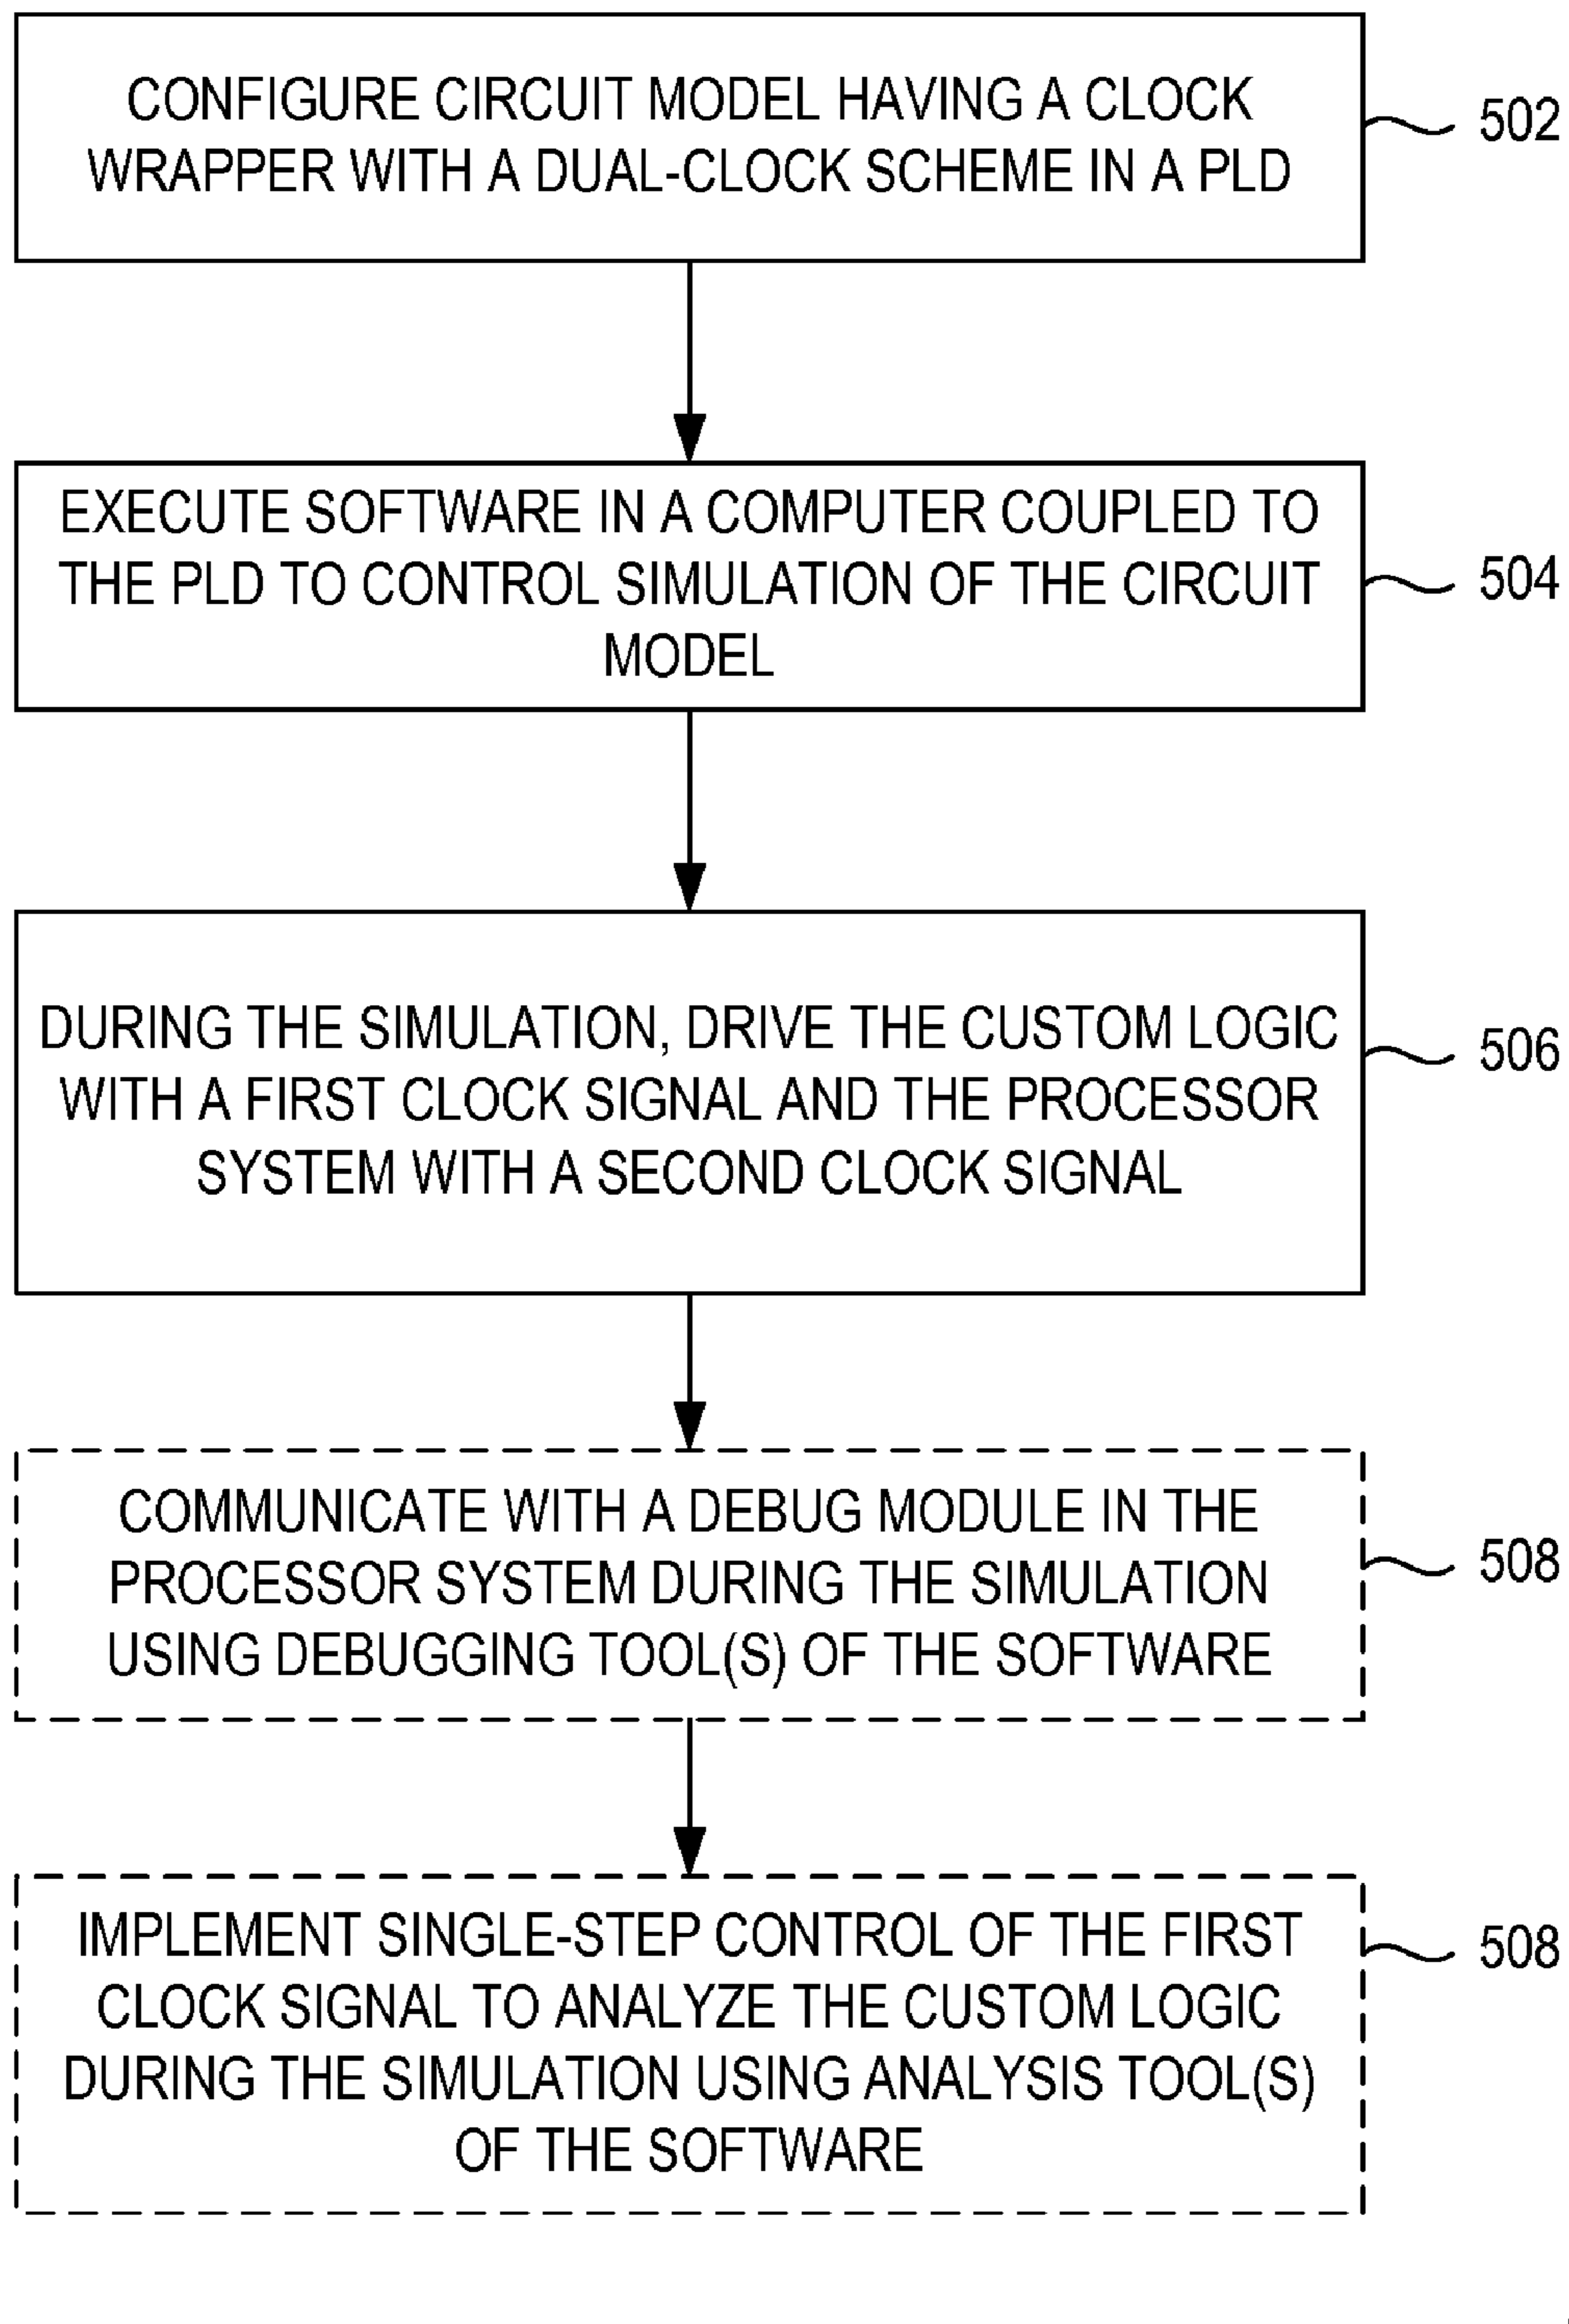 CONFIGURE CIRCUIT MODEL HAVING A CLOCK
WRAPPER WITH A DUAL-CLOCK SCHEME IN A PLD
502
EXECUTE SOFTWARE IN A COMPUTER COUPLED TO
THE PLD TO CONTROL SIMULATION OF THE CIRCUIT
MODEL
504
DURING THE SIMULATION, DRIVE THE CUSTOM LOGIC
WITH A FIRST CLOCK SIGNAL AND THE PROCESSOR
SYSTEM WITH A SECOND CLOCK SIGNAL
506
COMMUNICATE WITH A DEBUG MODULE IN THE
PROCESSOR SYSTEM DURING THE SIMULATION
USING DEBUGGING TOOL(S) OF THE SOFTWARE
508
IMPLEMENT SINGLE-STEP CONTROL OF THE FIRST
CLOCK SIGNAL TO ANALYZE THE CUSTOM LOGIC
DURING THE SIMULATION USING ANALYSIS TOOL(S)
OF THE SOFTWARE
508